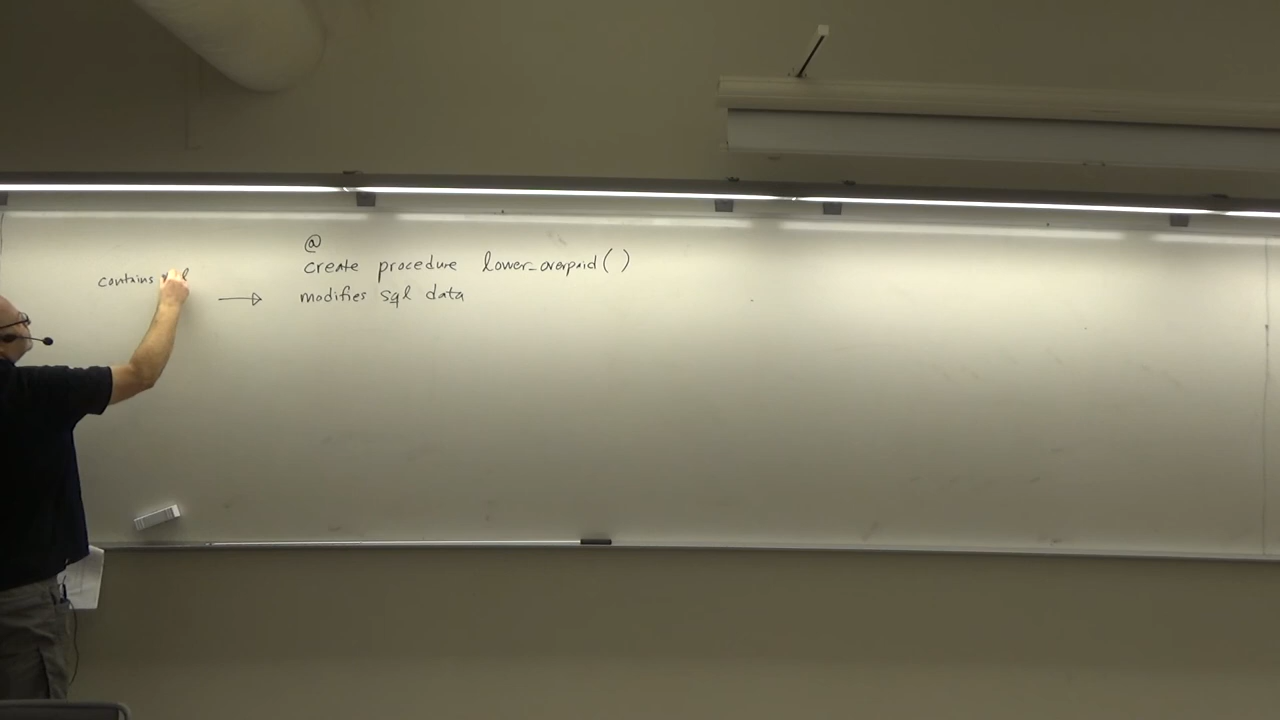 @
create procedure lower_overpaid()
contains
modifies sql data